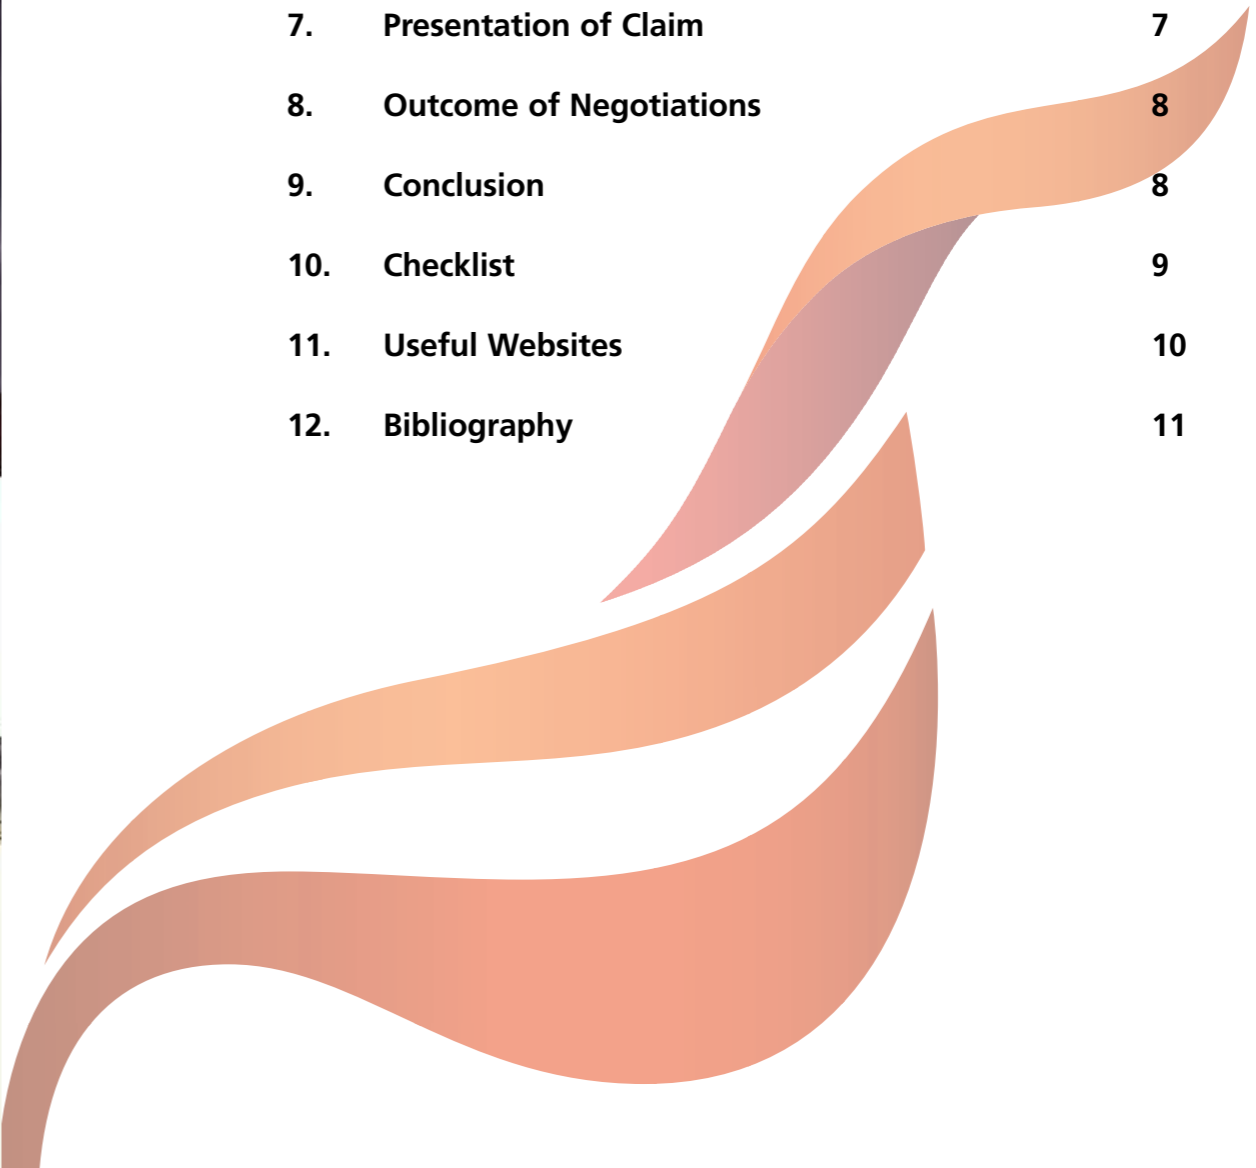 7. Presentation of Claim 7
8. Outcome of Negotiations 8
9. Conclusion 8
10. Checklist 9
11. Useful Websites 10
12. Bibliography 11